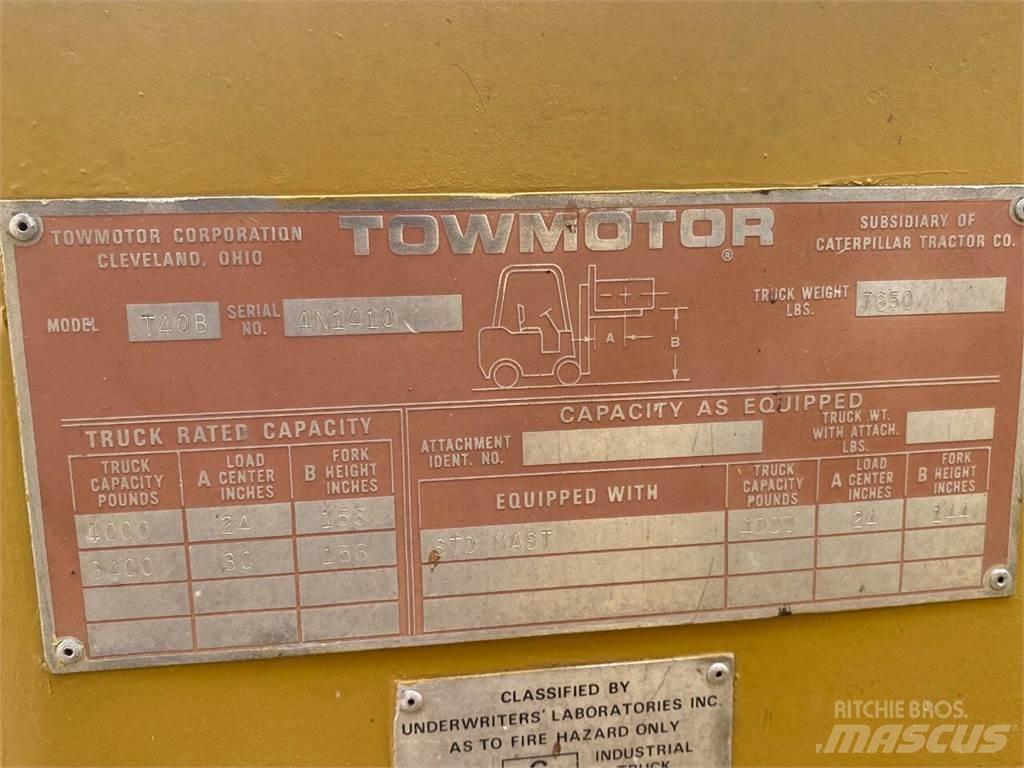 TOWMOTOR CORPORATION
CLEVELAND, OHIO
TOWMOTOR®
SUBSIDIARY OF
CATERPILLAR TRACTOR CO.
MODEL T40B
SERIAL NO. 4N1410
TRUCK WEIGHT LBS. 7650
A
B
TRUCK RATED CAPACITY
TRUCK CAPACITY POUNDS
A LOAD CENTER INCHES
B FORK HEIGHT INCHES
4000 24 156
3400 30 156
CAPACITY AS EQUIPPED
ATTACHMENT IDENT. NO.
TRUCK WT. WITH ATTACH. LBS.
EQUIPPED WITH
TRUCK CAPACITY POUNDS
A LOAD CENTER INCHES
B FORK HEIGHT INCHES
STD MAST 4000 24 144
CLASSIFIED BY
UNDERWRITERS' LABORATORIES INC.
AS TO FIRE HAZARD ONLY
G
INDUSTRIAL
TRUCK
RITCHIE BROS.
MASCUS